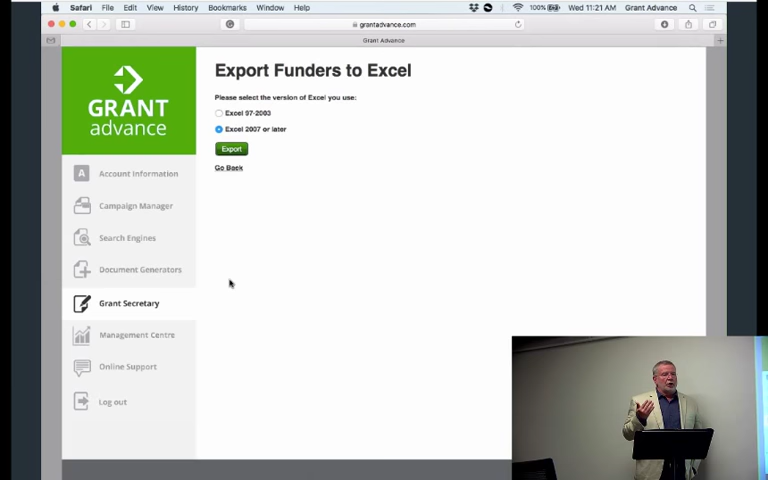 Safari File Edit View History Bookmarks Window Help 100% Wed 11:21 AM Grant Advance
grantadvance.com
Grant Advance
GRANT
advance
Account Information
Campaign Manager
Search Engines
Document Generators
Grant Secretary
Management Centre
Online Support
Log out
Export Funders to Excel
Please select the version of Excel you use:
Excel 97-2003
Excel 2007 or later
Export
Go Back